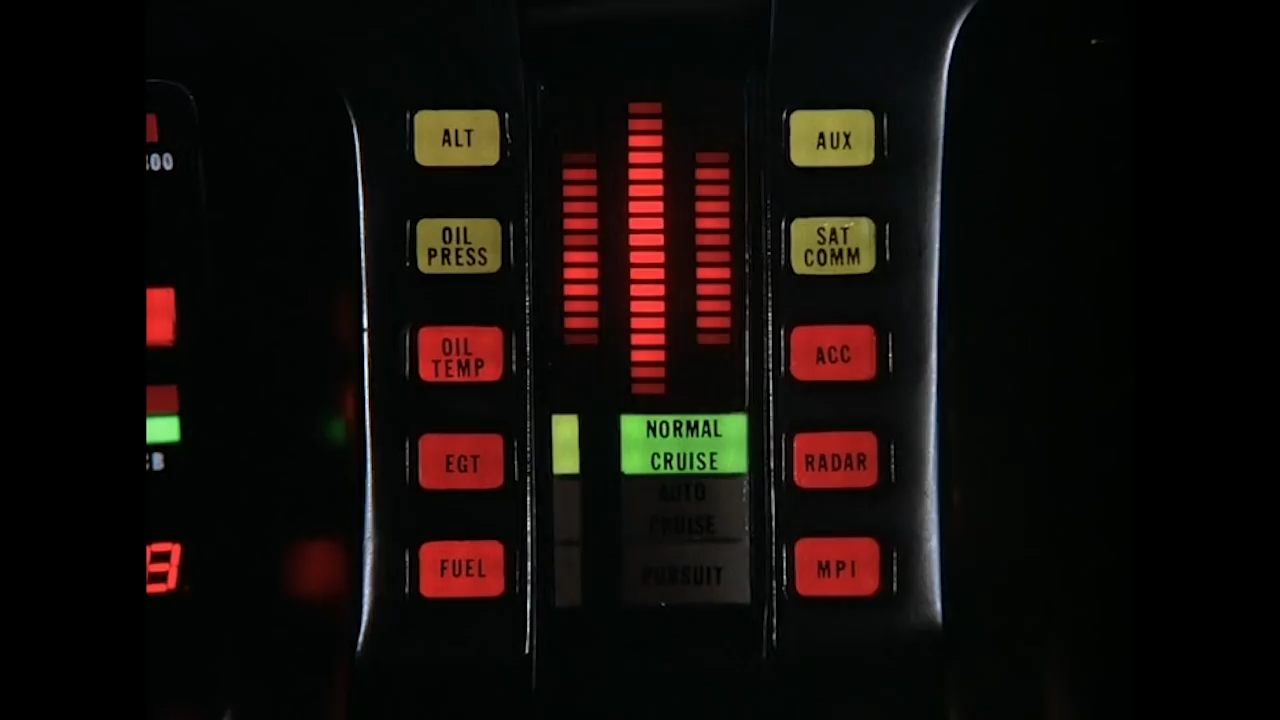 ALT
OIL
PRESS
OIL
TEMP
EGT
FUEL
NORMAL
CRUISE
AUTO
CRUISE
PURSUIT
AUX
SAT
COMM
ACC
RADAR
MPI